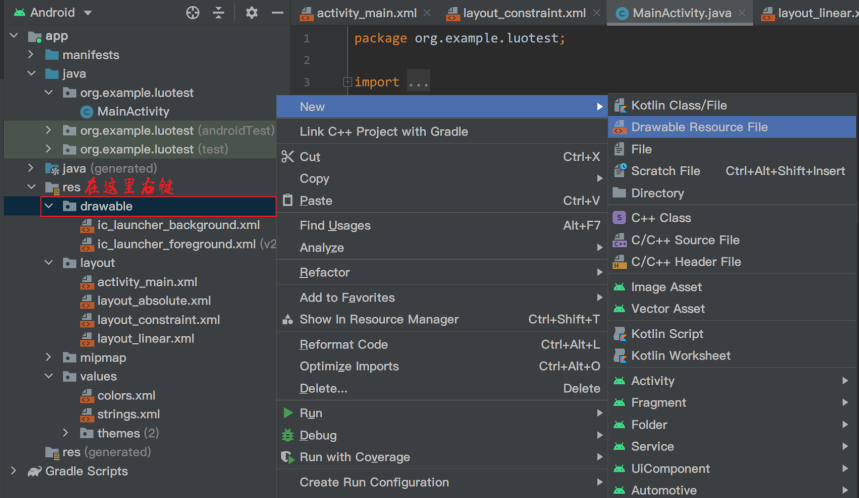 Android
activity_main.xml
layout_constraint.xml
MainActivity.java
layout_linear.x
app
manifests
java
org.example.luotest
MainActivity
org.example.luotest (androidTest)
org.example.luotest (test)
java (generated)
res 在这里右键
drawable
ic_launcher_background.xml
ic_launcher_foreground.xml (v2
layout
activity_main.xml
layout_absolute.xml
layout_constraint.xml
layout_linear.xml
mipmap
values
colors.xml
strings.xml
themes (2)
res (generated)
Gradle Scripts
1 package org.example.luotest;
2
3 import ...
New
Link C++ Project with Gradle
Cut Ctrl+X
Copy
Paste Ctrl+V
Find Usages Alt+F7
Analyze
Refactor
Add to Favorites
Show In Resource Manager Ctrl+Shift+T
Reformat Code Ctrl+Alt+L
Optimize Imports Ctrl+Alt+O
Delete... Delete
Run
Debug
Run with Coverage
Create Run Configuration
Kotlin Class/File
Drawable Resource File
File
Scratch File Ctrl+Alt+Shift+Insert
Directory
C++ Class
C/C++ Source File
C/C++ Header File
Image Asset
Vector Asset
Kotlin Script
Kotlin Worksheet
Activity
Fragment
Folder
Service
UiComponent
Automotive